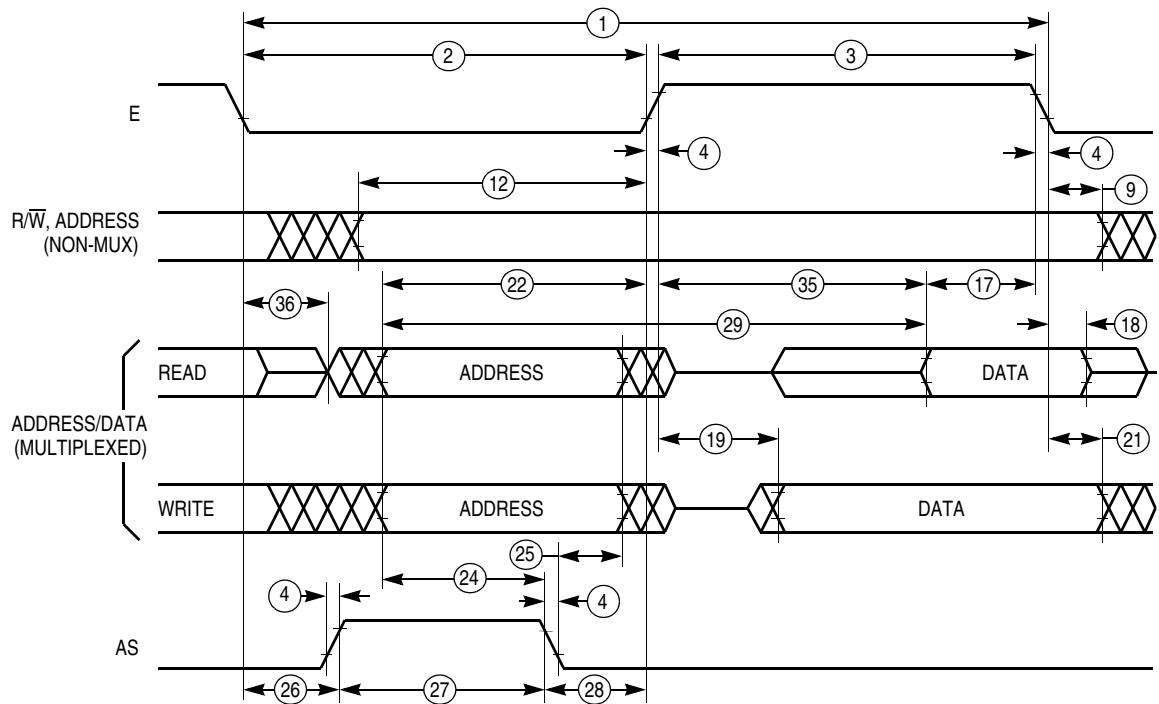 1
2
3
E
4
4
12
9
R/W̅, ADDRESS
(NON-MUX)
22
35
17
36
29
18
READ
ADDRESS
DATA
ADDRESS/DATA
(MULTIPLEXED)
19
21
WRITE
ADDRESS
DATA
25
24
4
4
AS
26
27
28